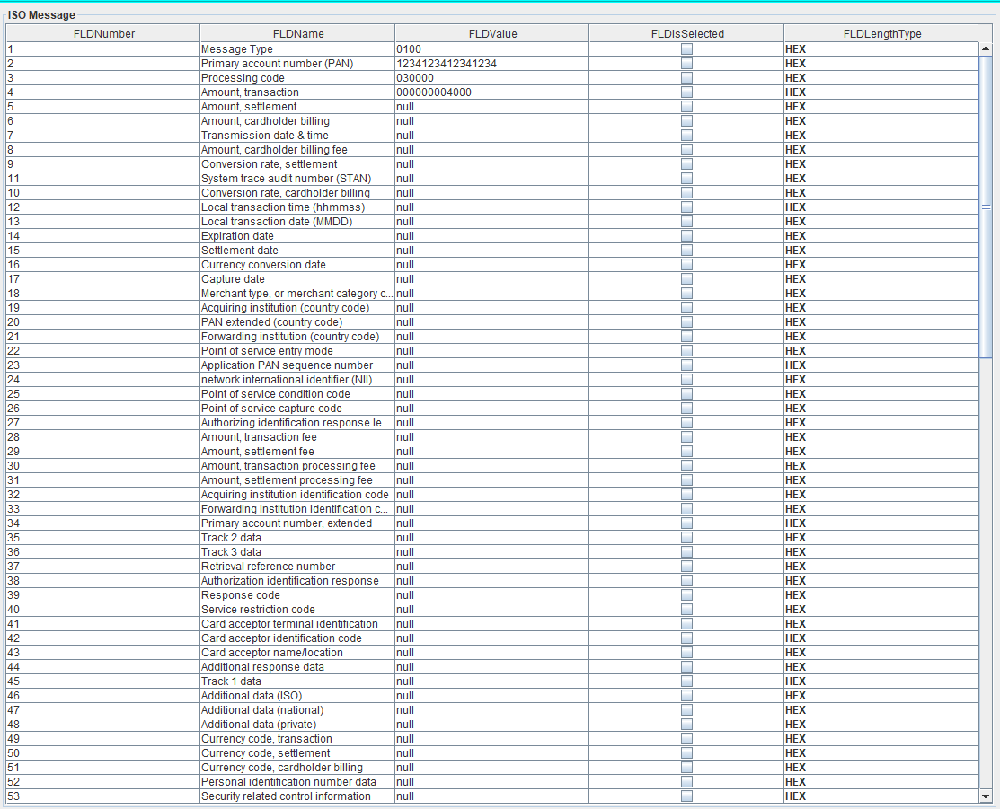 ISO Message
FLDNumber FLDName FLDValue FLDIsSelected FLDLengthType
1 Message Type 0100 HEX
2 Primary account number (PAN) 1234123412341234 HEX
3 Processing code 030000 HEX
4 Amount, transaction 000000004000 HEX
5 Amount, settlement null HEX
6 Amount, cardholder billing null HEX
7 Transmission date & time null HEX
8 Amount, cardholder billing fee null HEX
9 Conversion rate, settlement null HEX
11 System trace audit number (STAN) null HEX
10 Conversion rate, cardholder billing null HEX
12 Local transaction time (hhmmss) null HEX
13 Local transaction date (MMDD) null HEX
14 Expiration date null HEX
15 Settlement date null HEX
16 Currency conversion date null HEX
17 Capture date null HEX
18 Merchant type, or merchant category c... null HEX
19 Acquiring institution (country code) null HEX
20 PAN extended (country code) null HEX
21 Forwarding institution (country code) null HEX
22 Point of service entry mode null HEX
23 Application PAN sequence number null HEX
24 network international identifier (NII) null HEX
25 Point of service condition code null HEX
26 Point of service capture code null HEX
27 Authorizing identification response le... null HEX
28 Amount, transaction fee null HEX
29 Amount, settlement fee null HEX
30 Amount, transaction processing fee null HEX
31 Amount, settlement processing fee null HEX
32 Acquiring institution identification code null HEX
33 Forwarding institution identification c... null HEX
34 Primary account number, extended null HEX
35 Track 2 data null HEX
36 Track 3 data null HEX
37 Retrieval reference number null HEX
38 Authorization identification response null HEX
39 Response code null HEX
40 Service restriction code null HEX
41 Card acceptor terminal identification null HEX
42 Card acceptor identification code null HEX
43 Card acceptor name/location null HEX
44 Additional response data null HEX
45 Track 1 data null HEX
46 Additional data (ISO) null HEX
47 Additional data (national) null HEX
48 Additional data (private) null HEX
49 Currency code, transaction null HEX
50 Currency code, settlement null HEX
51 Currency code, cardholder billing null HEX
52 Personal identification number data null HEX
53 Security related control information null HEX